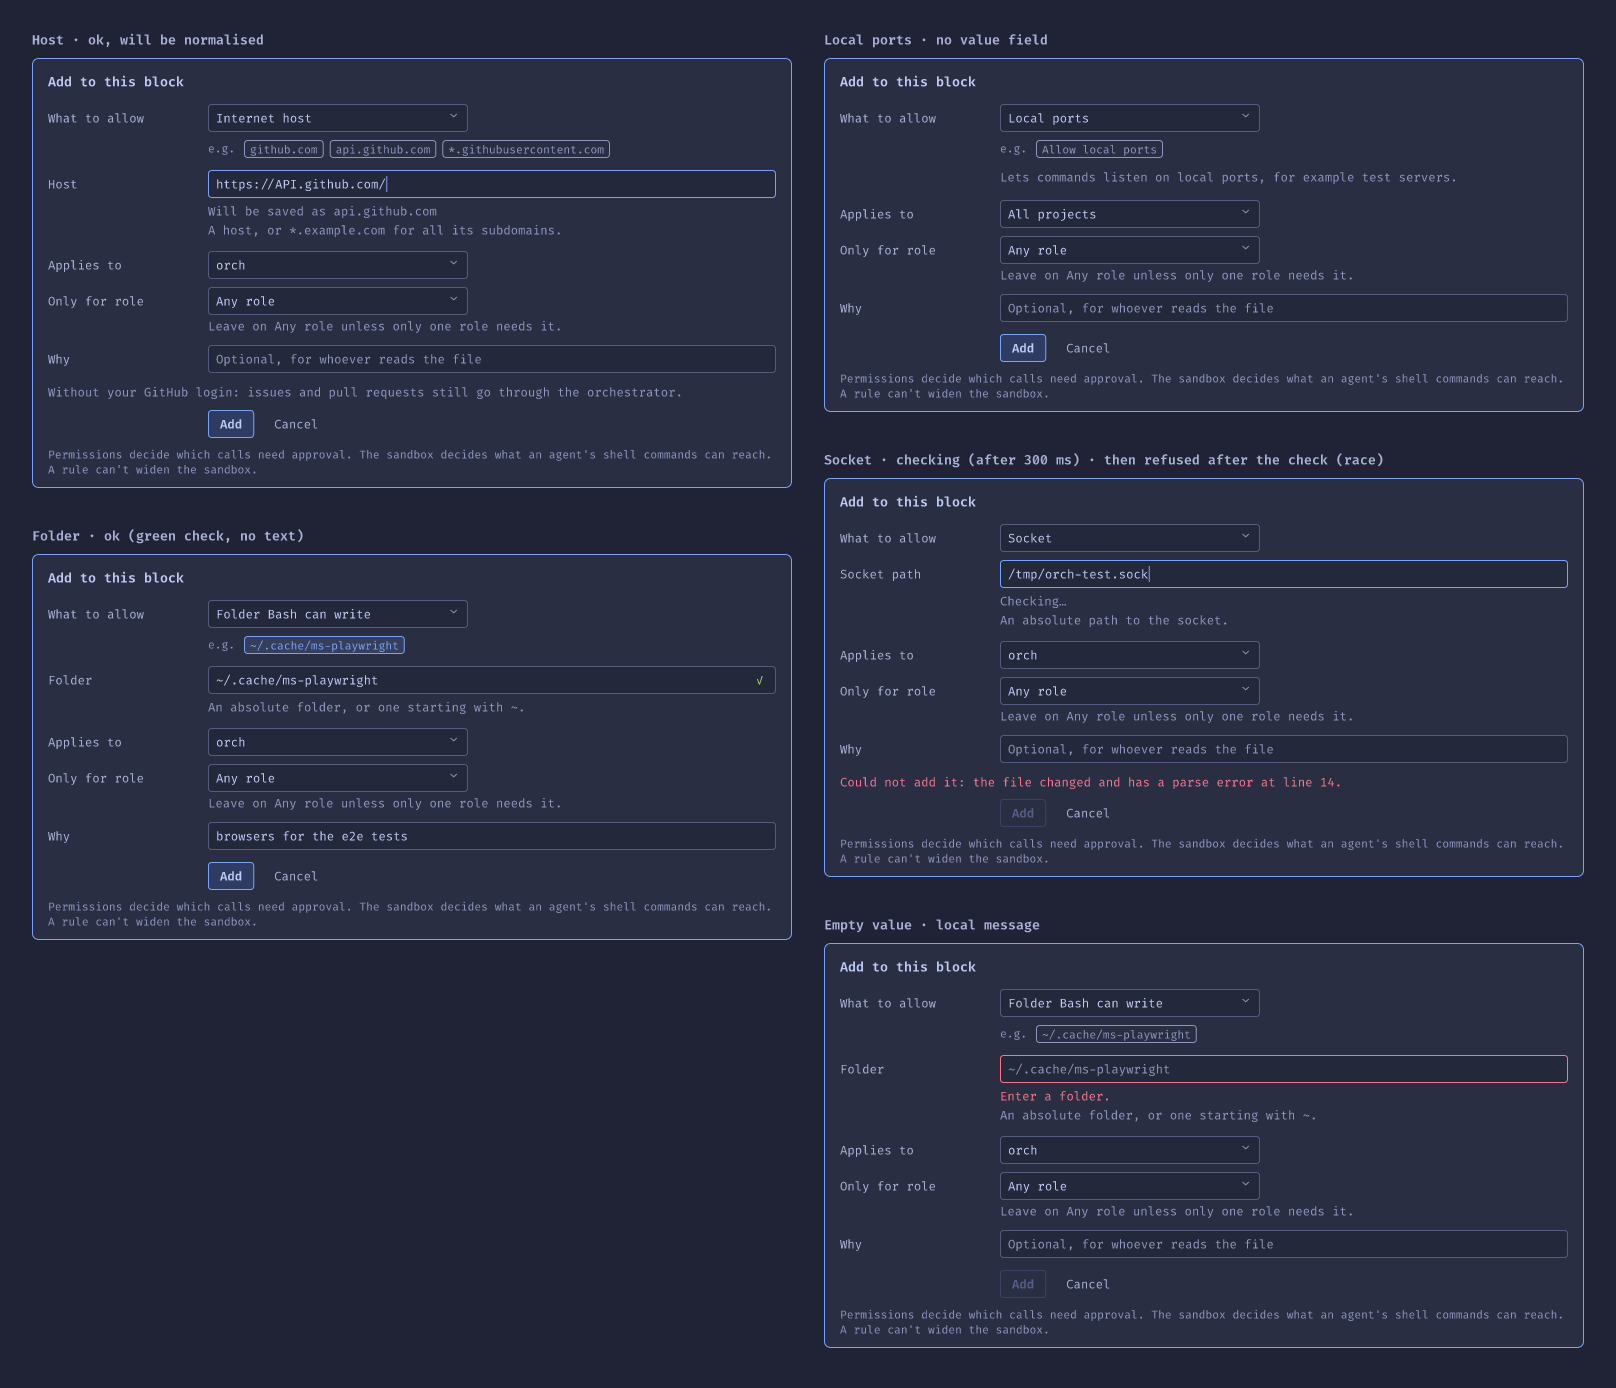 Host · ok, will be normalised
Add to this block
What to allow
Internet host
e.g. github.com api.github.com *.githubusercontent.com
Host
https://API.github.com/
Will be saved as api.github.com
A host, or *.example.com for all its subdomains.
Applies to
orch
Only for role
Any role
Leave on Any role unless only one role needs it.
Why
Optional, for whoever reads the file
Without your GitHub login: issues and pull requests still go through the orchestrator.
Add
Cancel
Permissions decide which calls need approval. The sandbox decides what an agent's shell commands can reach.
A rule can't widen the sandbox.
Folder · ok (green check, no text)
Add to this block
What to allow
Folder Bash can write
e.g. ~/.cache/ms-playwright
Folder
~/.cache/ms-playwright √
An absolute folder, or one starting with ~.
Applies to
orch
Only for role
Any role
Leave on Any role unless only one role needs it.
Why
browsers for the e2e tests
Add
Cancel
Permissions decide which calls need approval. The sandbox decides what an agent's shell commands can reach.
A rule can't widen the sandbox.
Local ports · no value field
Add to this block
What to allow
Local ports
e.g. Allow local ports
Lets commands listen on local ports, for example test servers.
Applies to
All projects
Only for role
Any role
Leave on Any role unless only one role needs it.
Why
Optional, for whoever reads the file
Add
Cancel
Permissions decide which calls need approval. The sandbox decides what an agent's shell commands can reach.
A rule can't widen the sandbox.
Socket · checking (after 300 ms) · then refused after the check (race)
Add to this block
What to allow
Socket
Socket path
/tmp/orch-test.sock
Checking…
An absolute path to the socket.
Applies to
orch
Only for role
Any role
Leave on Any role unless only one role needs it.
Why
Optional, for whoever reads the file
Could not add it: the file changed and has a parse error at line 14.
Add
Cancel
Permissions decide which calls need approval. The sandbox decides what an agent's shell commands can reach.
A rule can't widen the sandbox.
Empty value · local message
Add to this block
What to allow
Folder Bash can write
e.g. ~/.cache/ms-playwright
Folder
~/.cache/ms-playwright
Enter a folder.
An absolute folder, or one starting with ~.
Applies to
orch
Only for role
Any role
Leave on Any role unless only one role needs it.
Why
Optional, for whoever reads the file
Add
Cancel
Permissions decide which calls need approval. The sandbox decides what an agent's shell commands can reach.
A rule can't widen the sandbox.